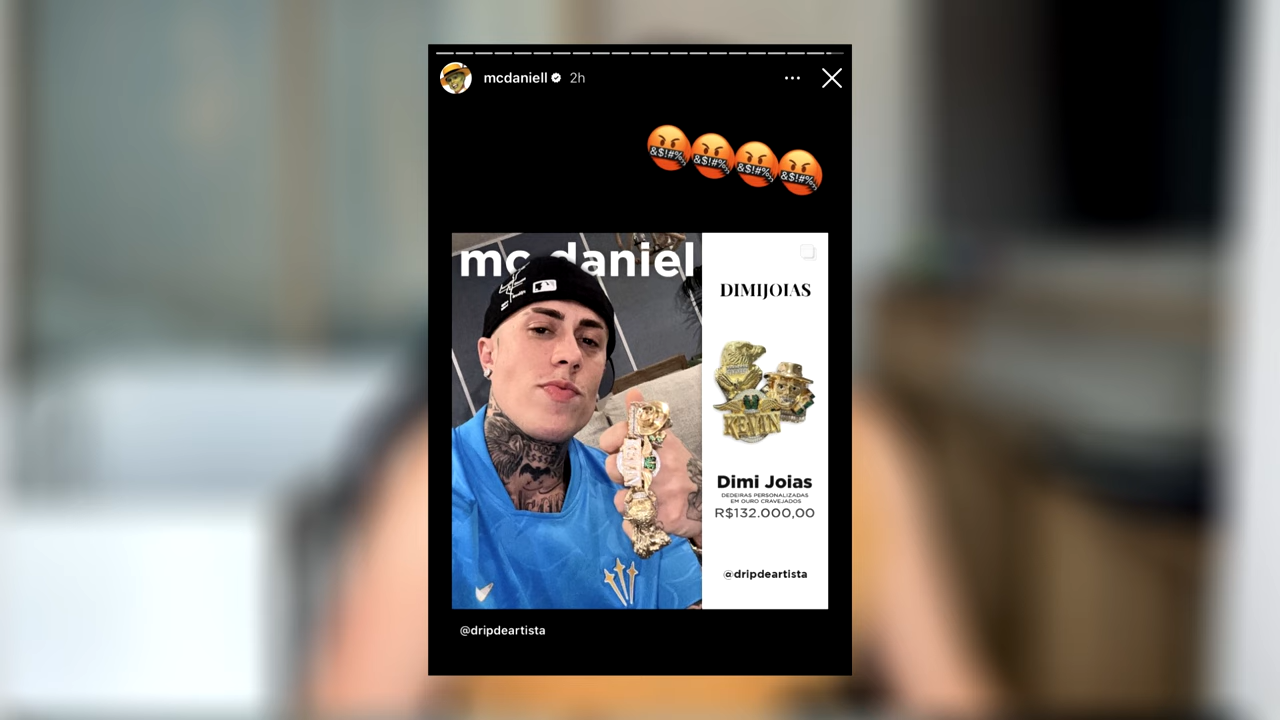 mcdaniell 2h
&$!#% &$!#% &$!#% &$!#%
mc daniel
DIMIJOIAS
KEVIN
Dimi Joias
DEDEIRAS PERSONALIZADAS
EM OURO CRAVEJADOS
R$132.000,00
@dripdeartista
@dripdeartista